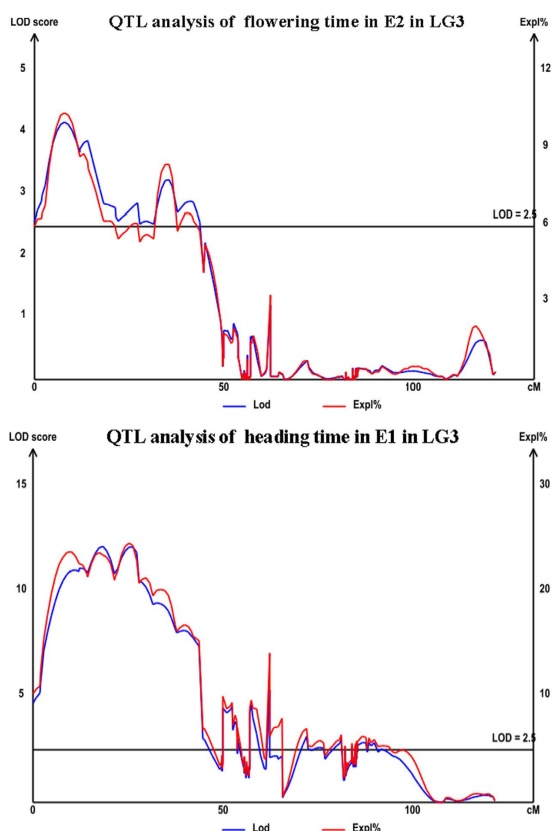 QTL analysis of flowering time in E2 in LG3
LOD score
Expl%
5
12
4
9
3
LOD = 2.5
6
2
3
1
0
50
100
cM
Lod
Expl%
QTL analysis of heading time in E1 in LG3
LOD score
Expl%
15
30
10
20
5
10
LOD = 2.5
0
50
100
cM
Lod
Expl%